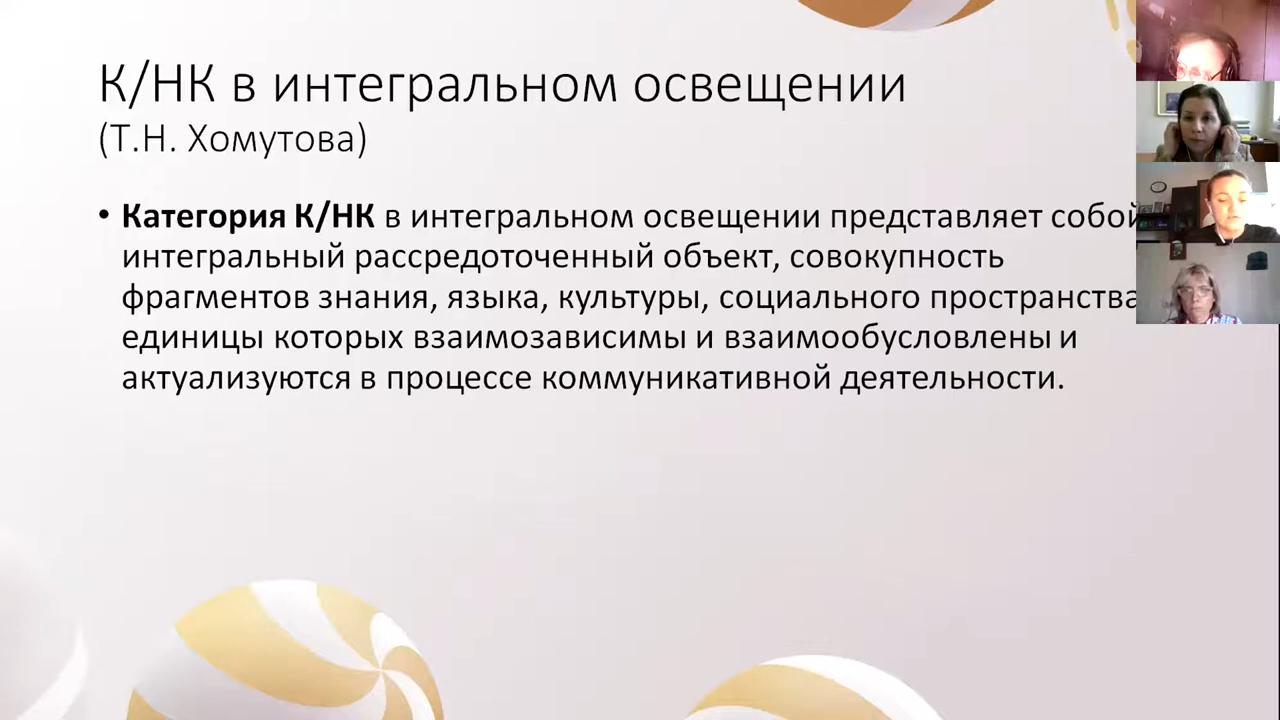 К/НК в интегральном освещении
(Т.Н. Хомутова)
• Категория К/НК в интегральном освещении представляет собой
интегральный рассредоточенный объект, совокупность
фрагментов знания, языка, культуры, социального пространства
единицы которых взаимозависимы и взаимообусловлены и
актуализуются в процессе коммуникативной деятельности.